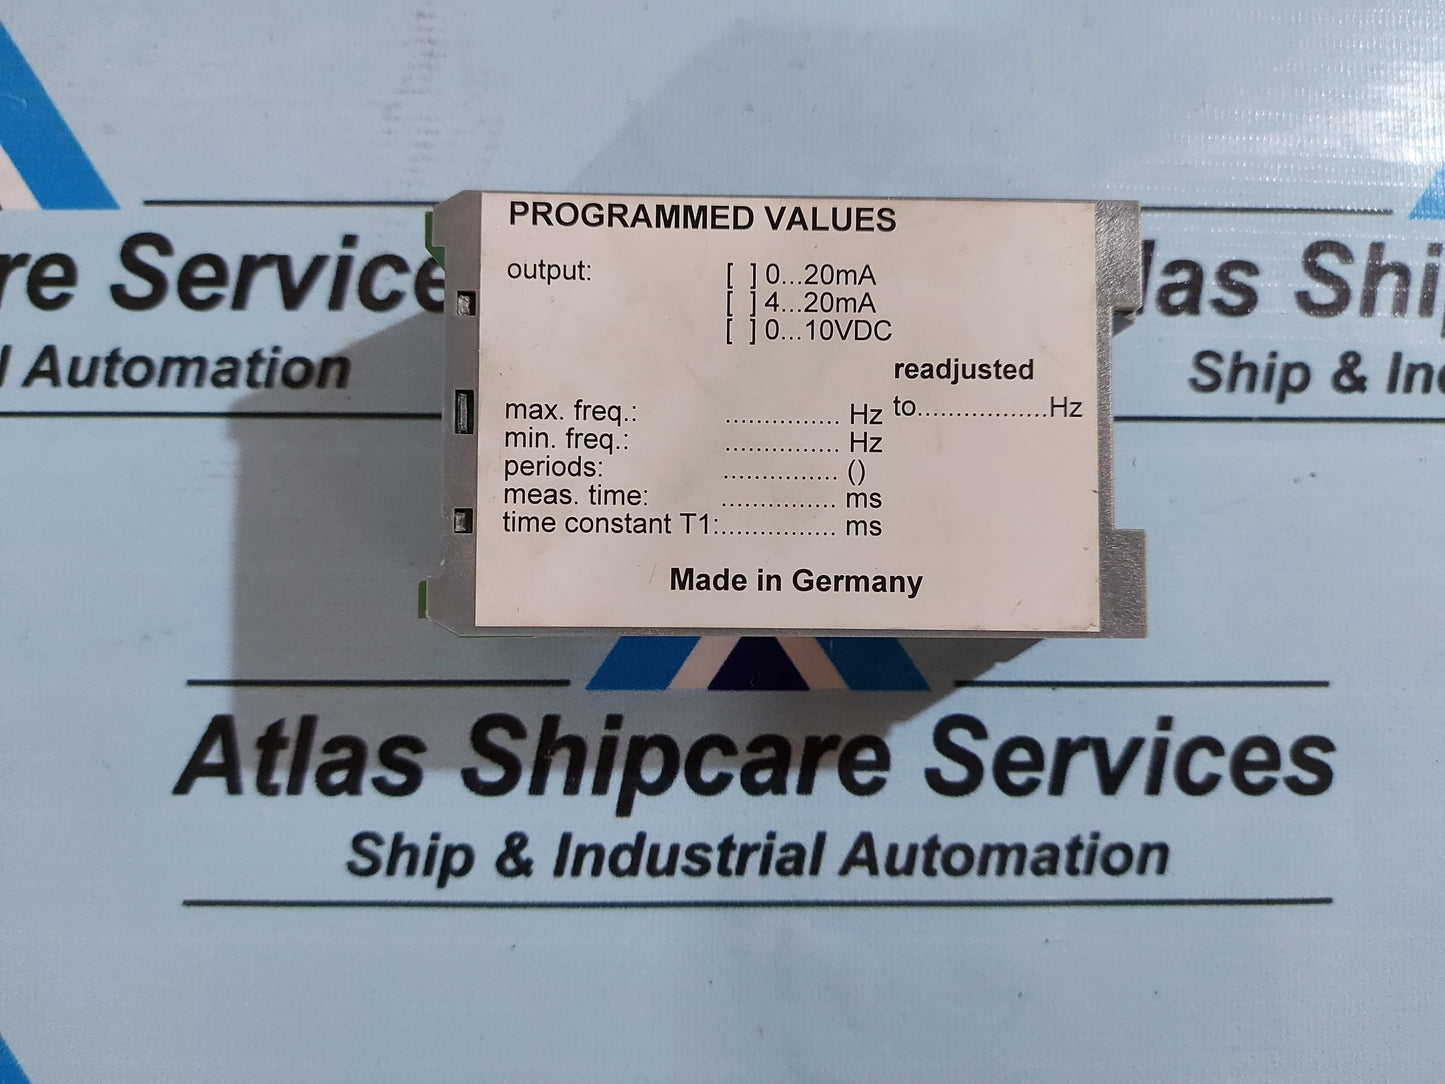 PROGRAMMED VALUES
output: [ ] 0...20mA
[ ] 4...20mA
[ ] 0...10VDC
readjusted
max. freq.: ............... Hz to.................Hz
min. freq.: ............... Hz
periods: ............... ()
meas. time: ............... ms
time constant T1:............... ms
Made in Germany
re Service
l Automation
las Ship
Ship & In
Atlas Shipcare Services
Ship & Industrial Automation